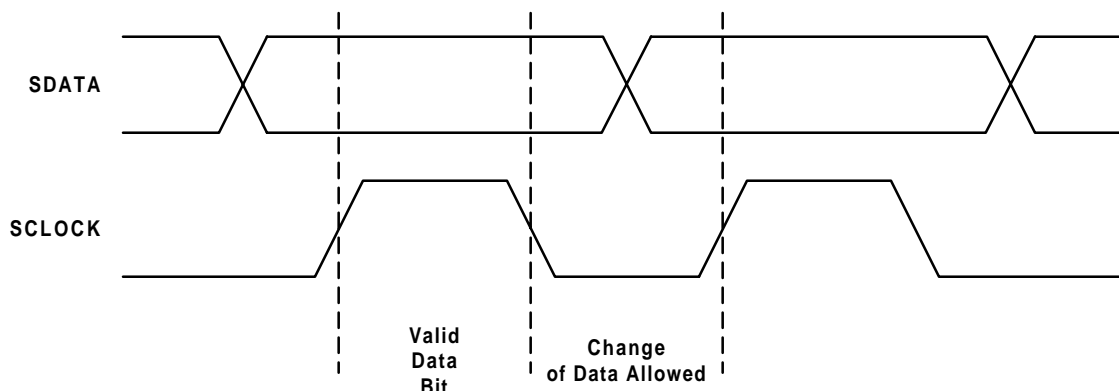 SDATA
SCLOCK
Valid
Data
Bit
Change
of Data Allowed